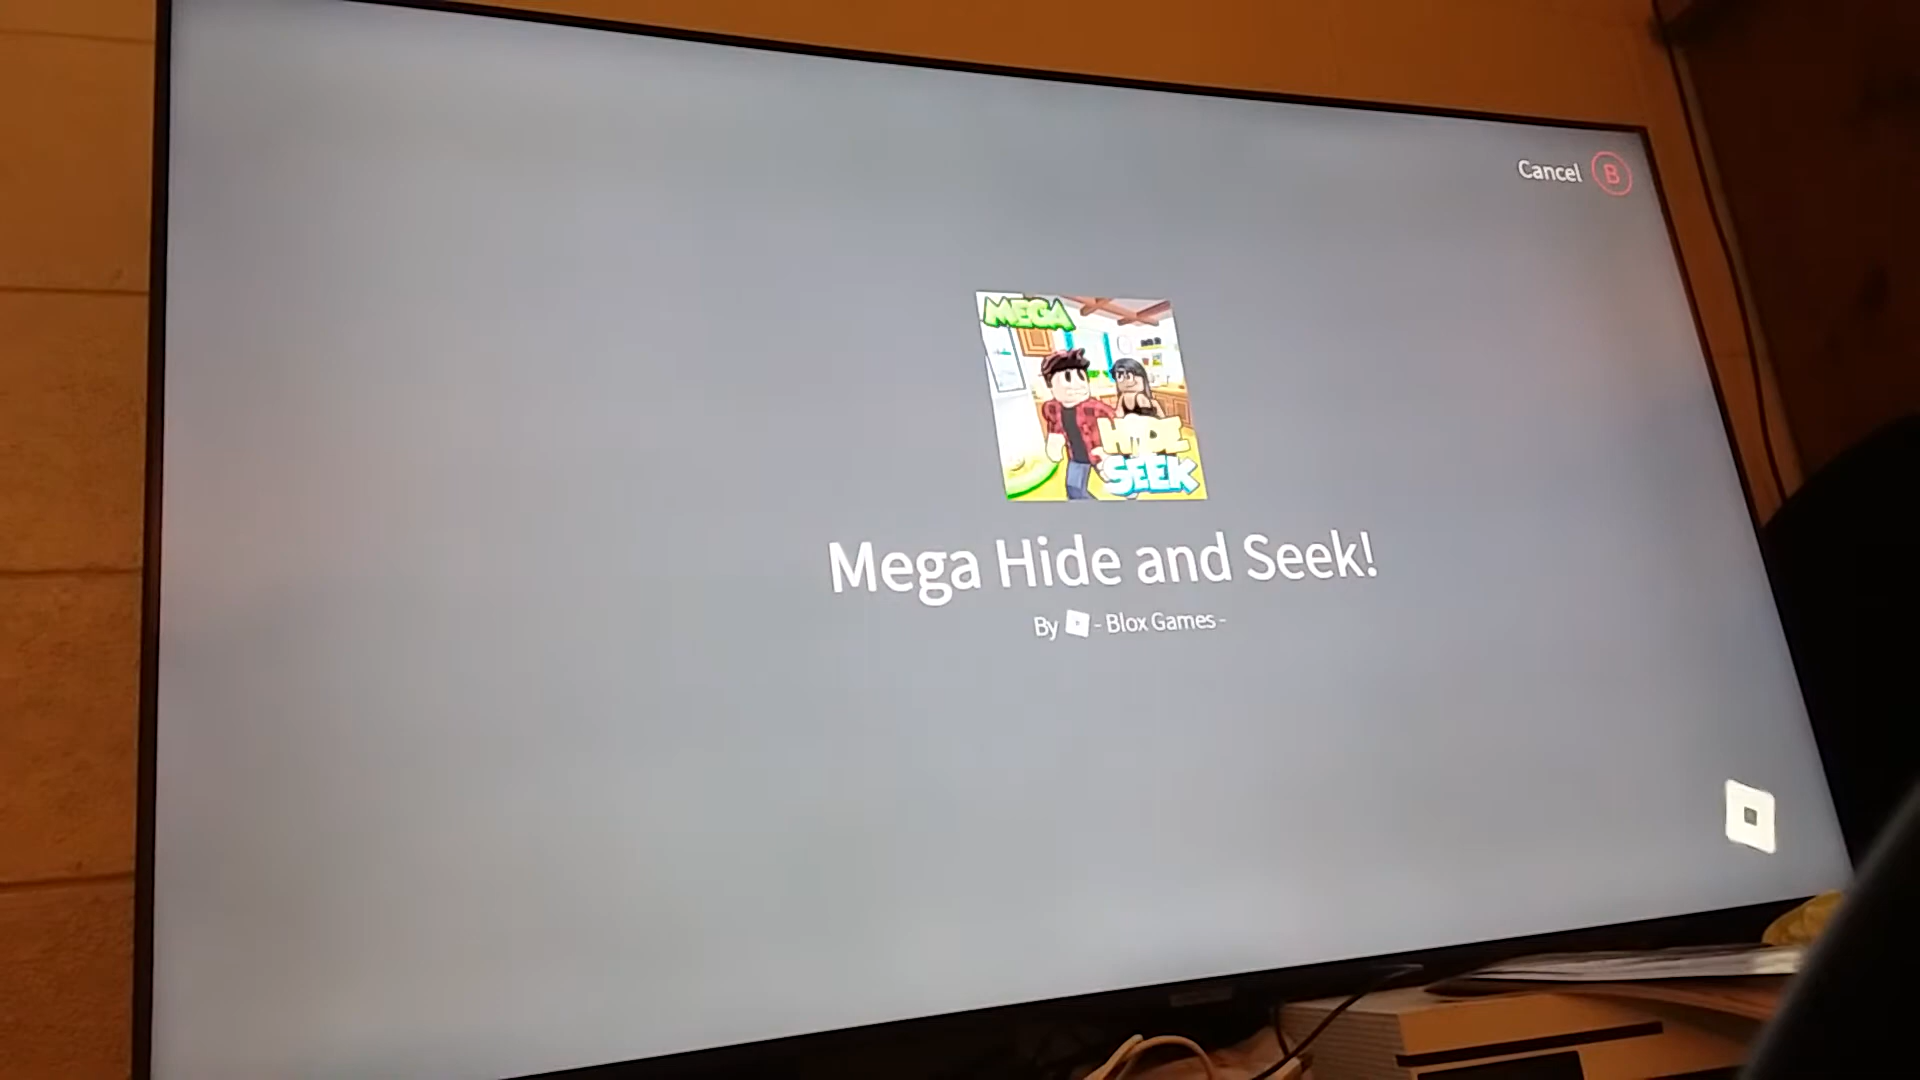 Cancel B
MEGA
HIDE
SEEK
Mega Hide and Seek!
By - Blox Games -